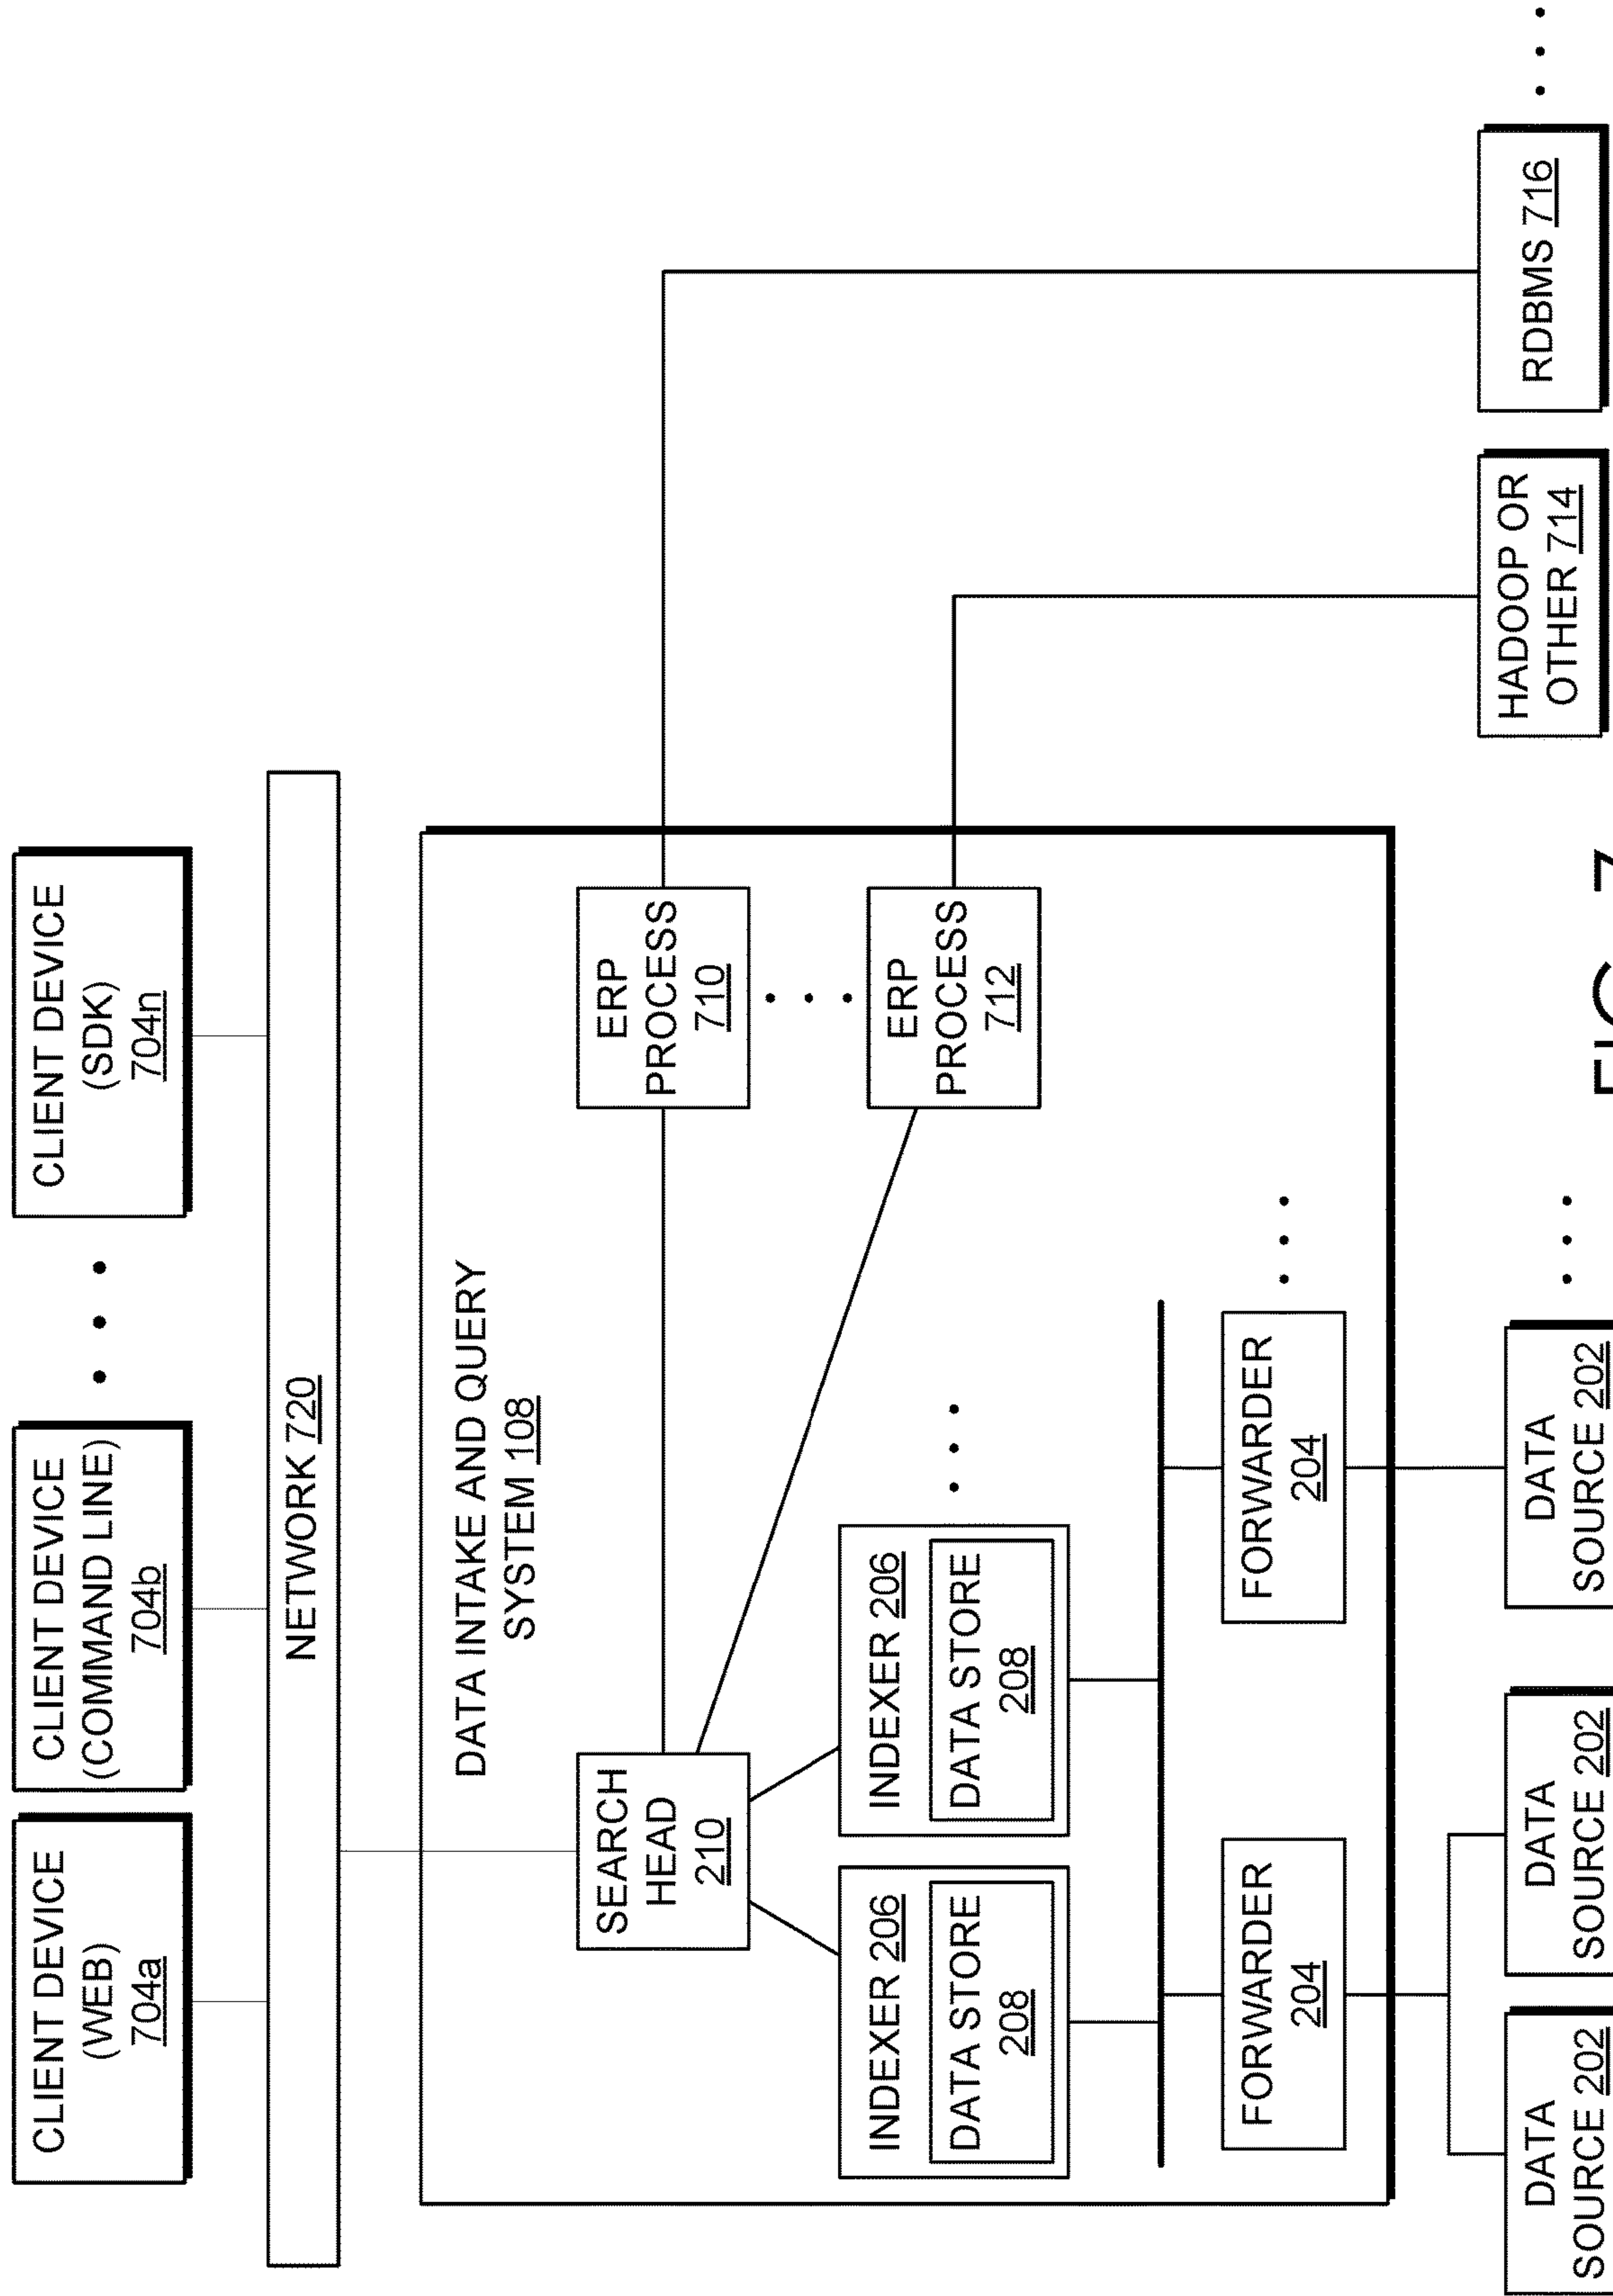 CLIENT DEVICE
(WEB)
704a
CLIENT DEVICE
(COMMAND LINE)
704b
CLIENT DEVICE
(SDK)
704n
NETWORK 720
DATA INTAKE AND QUERY
SYSTEM 108
SEARCH
HEAD
210
ERP
PROCESS
710
ERP
PROCESS
712
INDEXER 206
DATA STORE
208
INDEXER 206
DATA STORE
208
FORWARDER
204
FORWARDER
204
DATA
SOURCE 202
DATA
SOURCE 202
DATA
SOURCE 202
HADOOP OR
OTHER 714
RDBMS 716